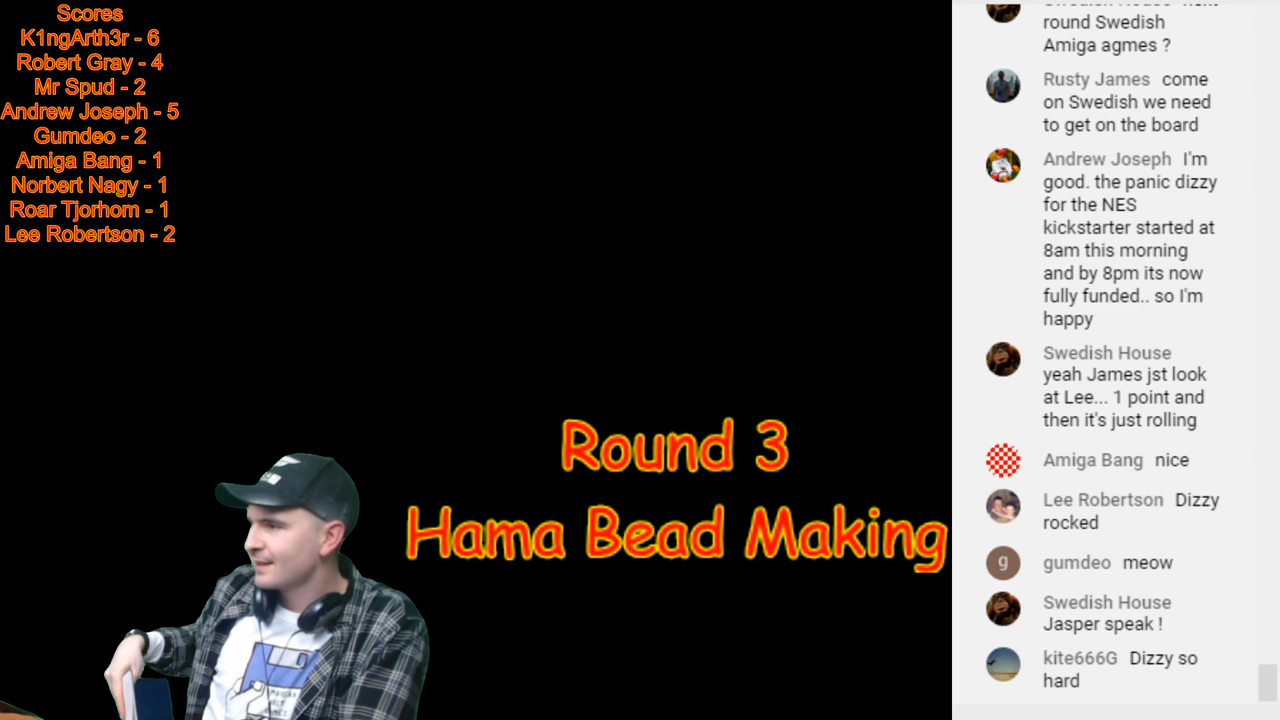 Scores
K1ngArth3r - 6
Robert Gray - 4
Mr Spud - 2
Andrew Joseph - 5
Gumdeo - 2
Amiga Bang - 1
Norbert Nagy - 1
Roar Tjorhom - 1
Lee Robertson - 2
Round 3
Hama Bead Making
Swedish House next
round Swedish
Amiga agmes ?
Rusty James come
on Swedish we need
to get on the board
Andrew Joseph I'm
good. the panic dizzy
for the NES
kickstarter started at
8am this morning
and by 8pm its now
fully funded.. so I'm
happy
Swedish House
yeah James jst look
at Lee... 1 point and
then it's just rolling
Amiga Bang nice
Lee Robertson Dizzy
rocked
g
gumdeo meow
Swedish House
Jasper speak !
kite666G Dizzy so
hard